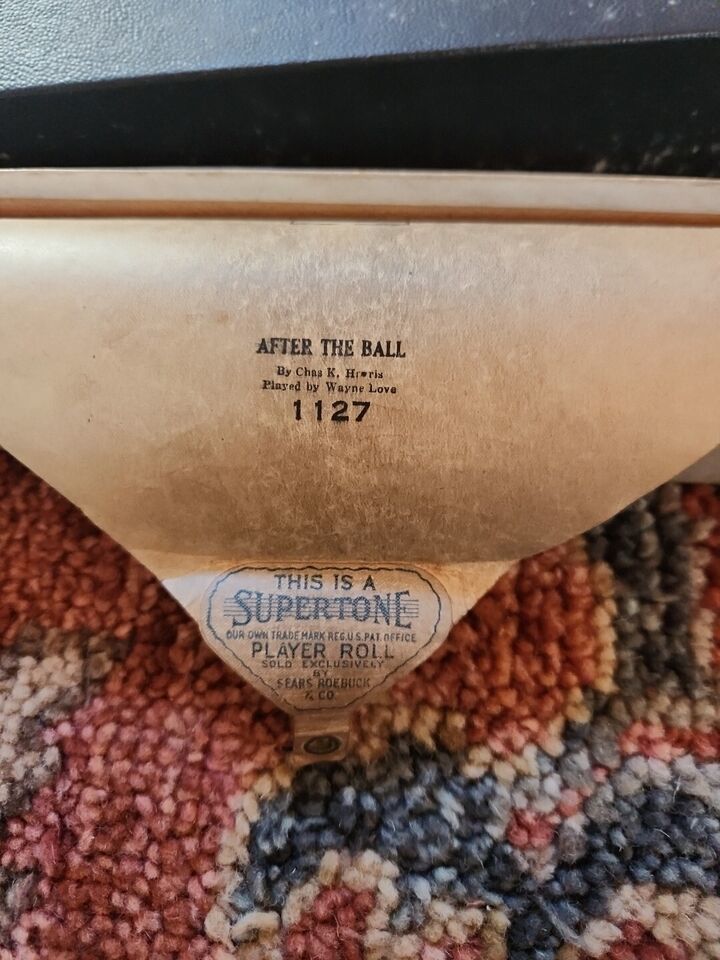 AFTER THE BALL
By Chas K. Harris
Played by Wayne Love
1127
THIS IS A
SUPERTONE
OUR OWN TRADE MARK REG. U.S. PAT. OFFICE
PLAYER ROLL
SOLD EXCLUSIVELY
BY
SEARS ROEBUCK
& CO.